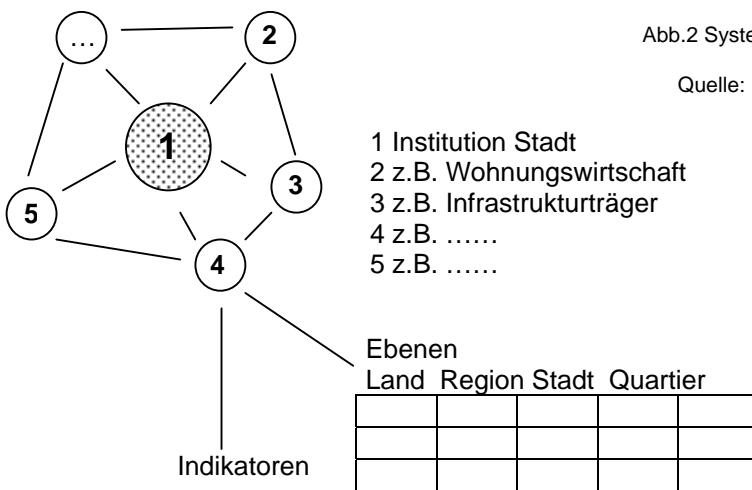 Abb.2
Quelle:
…
2
1
3
5
4
1 Institution Stadt
2 z.B. Wohnungswirtschaft
3 z.B. Infrastrukturträger
4 z.B. ……
5 z.B. ……
Ebenen
Land Region Stadt Quartier
Indikatoren